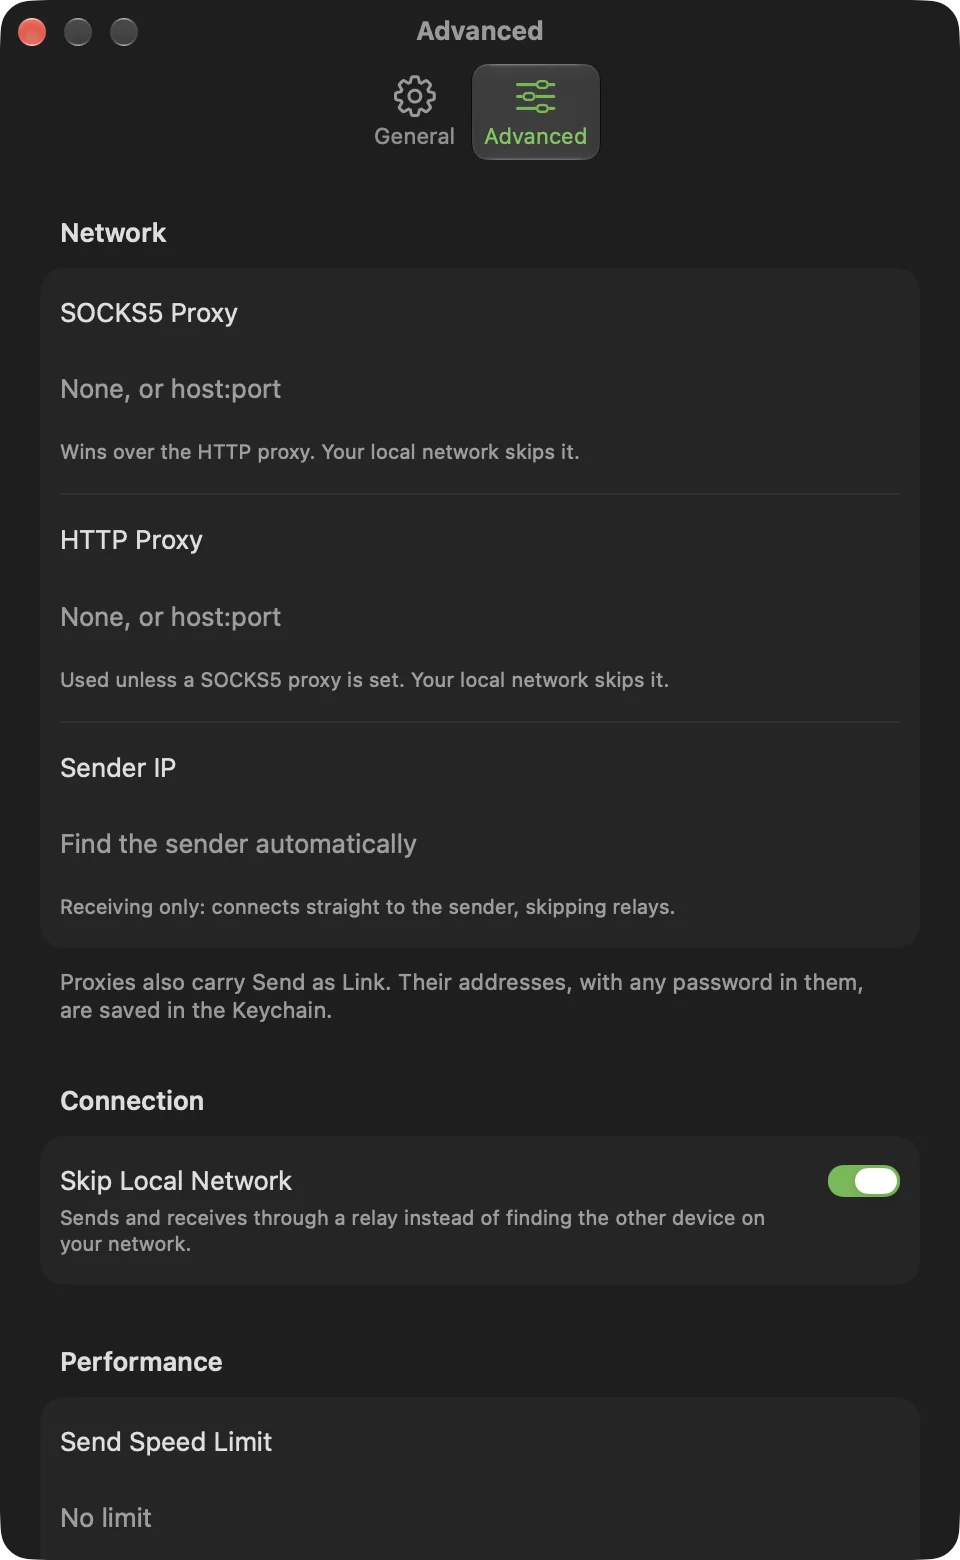 Advanced
General
Advanced
Network
SOCKS5 Proxy
None, or host:port
Wins over the HTTP proxy. Your local network skips it.
HTTP Proxy
None, or host:port
Used unless a SOCKS5 proxy is set. Your local network skips it.
Sender IP
Find the sender automatically
Receiving only: connects straight to the sender, skipping relays.
Proxies also carry Send as Link. Their addresses, with any password in them,
are saved in the Keychain.
Connection
Skip Local Network
Sends and receives through a relay instead of finding the other device on
your network.
Performance
Send Speed Limit
No limit